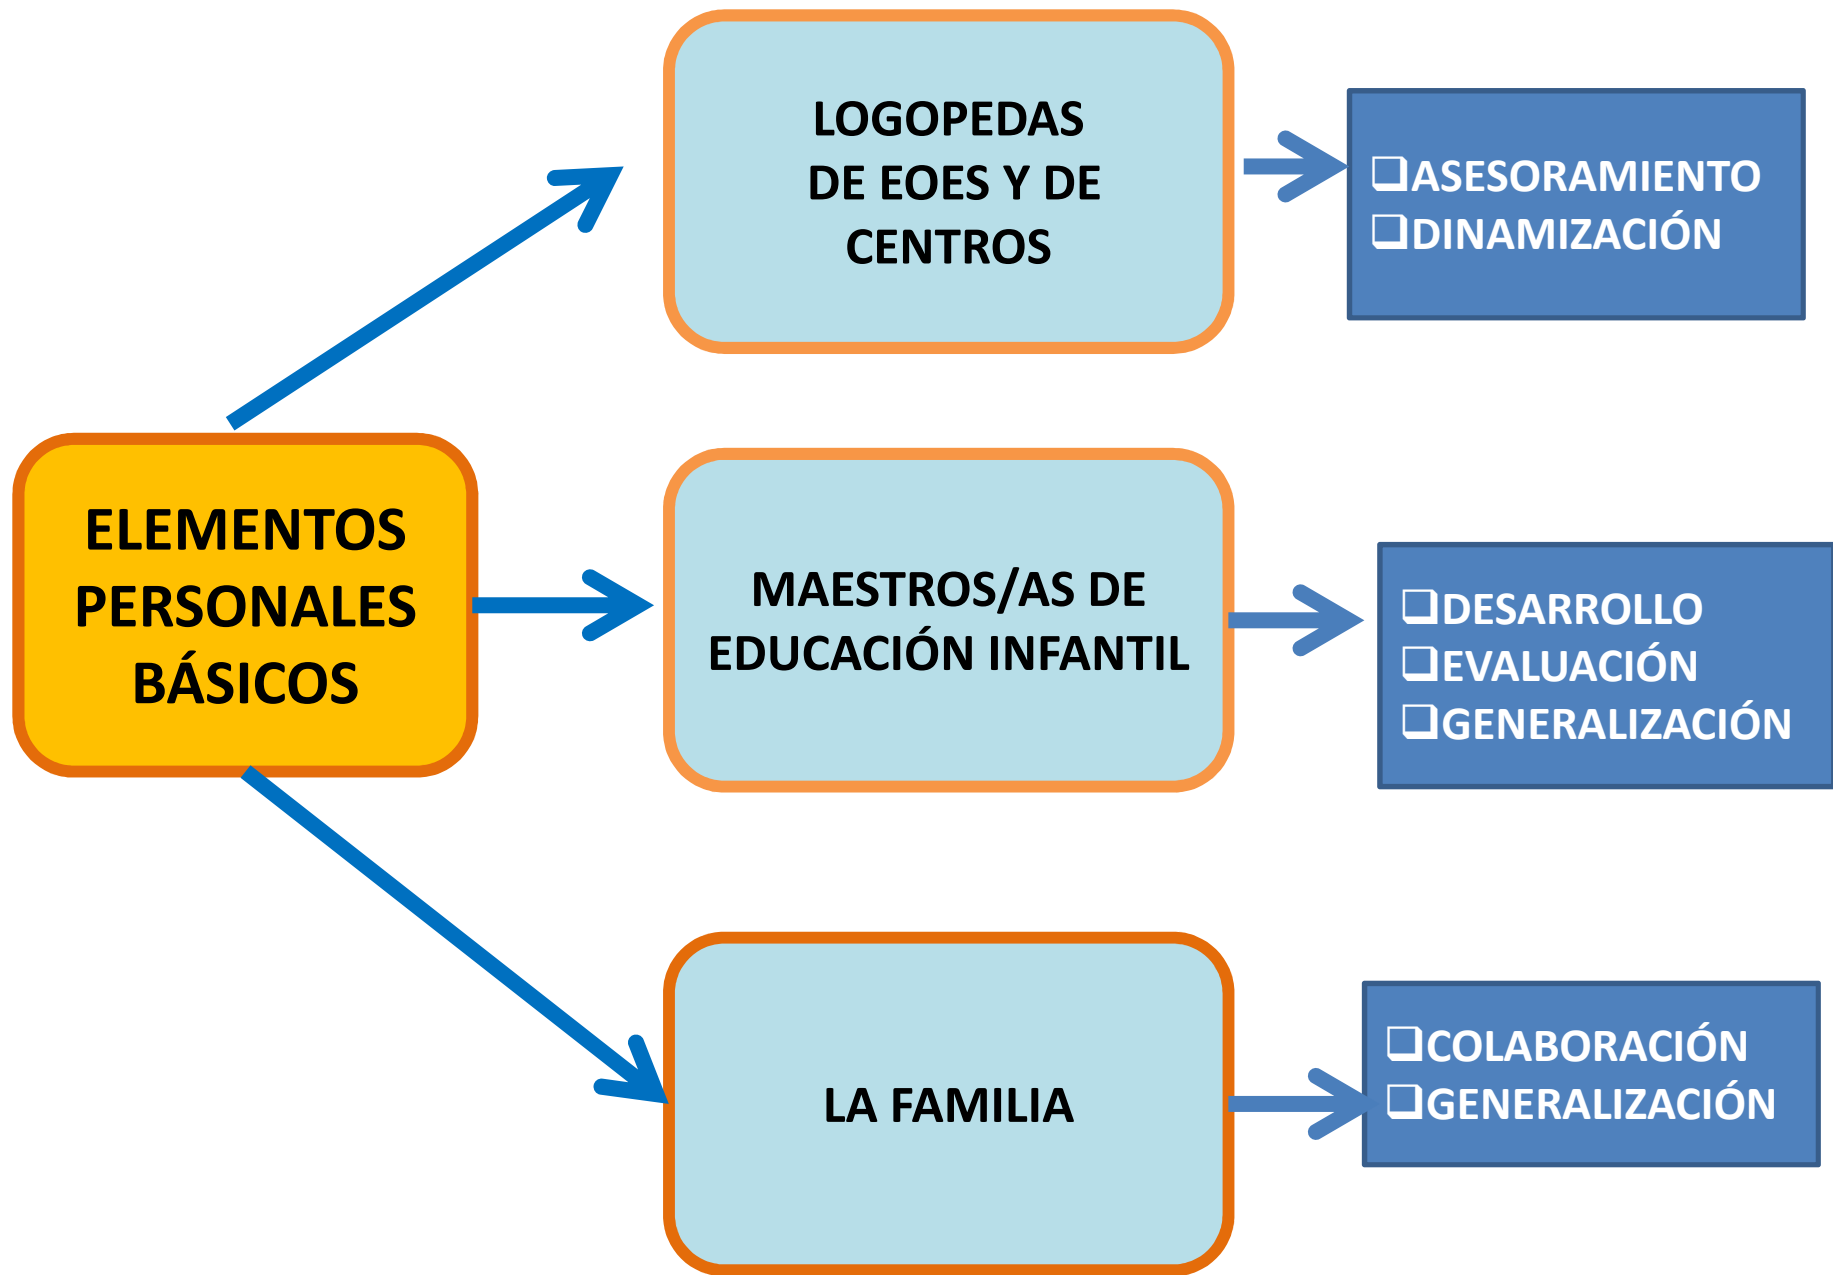 LOGOPEDAS
DE EOES Y DE
CENTROS
❑ASESORAMIENTO
❑DINAMIZACIÓN
ELEMENTOS
PERSONALES
BÁSICOS
MAESTROS/AS DE
EDUCACIÓN INFANTIL
❑DESARROLLO
❑EVALUACIÓN
❑GENERALIZACIÓN
LA FAMILIA
❑COLABORACIÓN
❑GENERALIZACIÓN